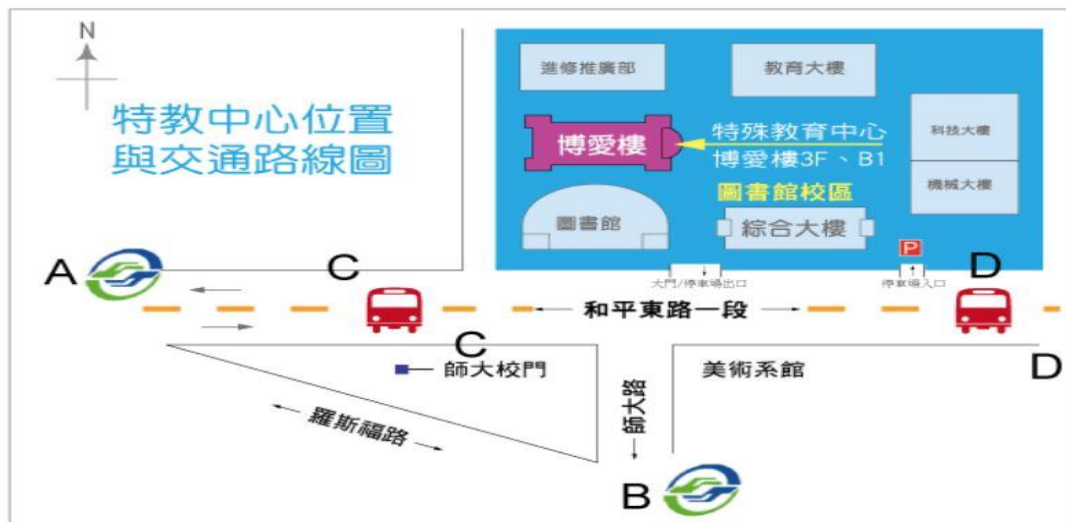 N
特教中心位置
與交通路線圖
進修推廣部
教育大樓
博愛樓
特殊教育中心
博愛樓3F、B1
科技大樓
機械大樓
圖書館校區
圖書館
綜合大樓
P
A
C
D
大門/停車場出口
停車場入口
和平東路一段
C
師大校門
美術系館
D
羅斯福路
師大路
B